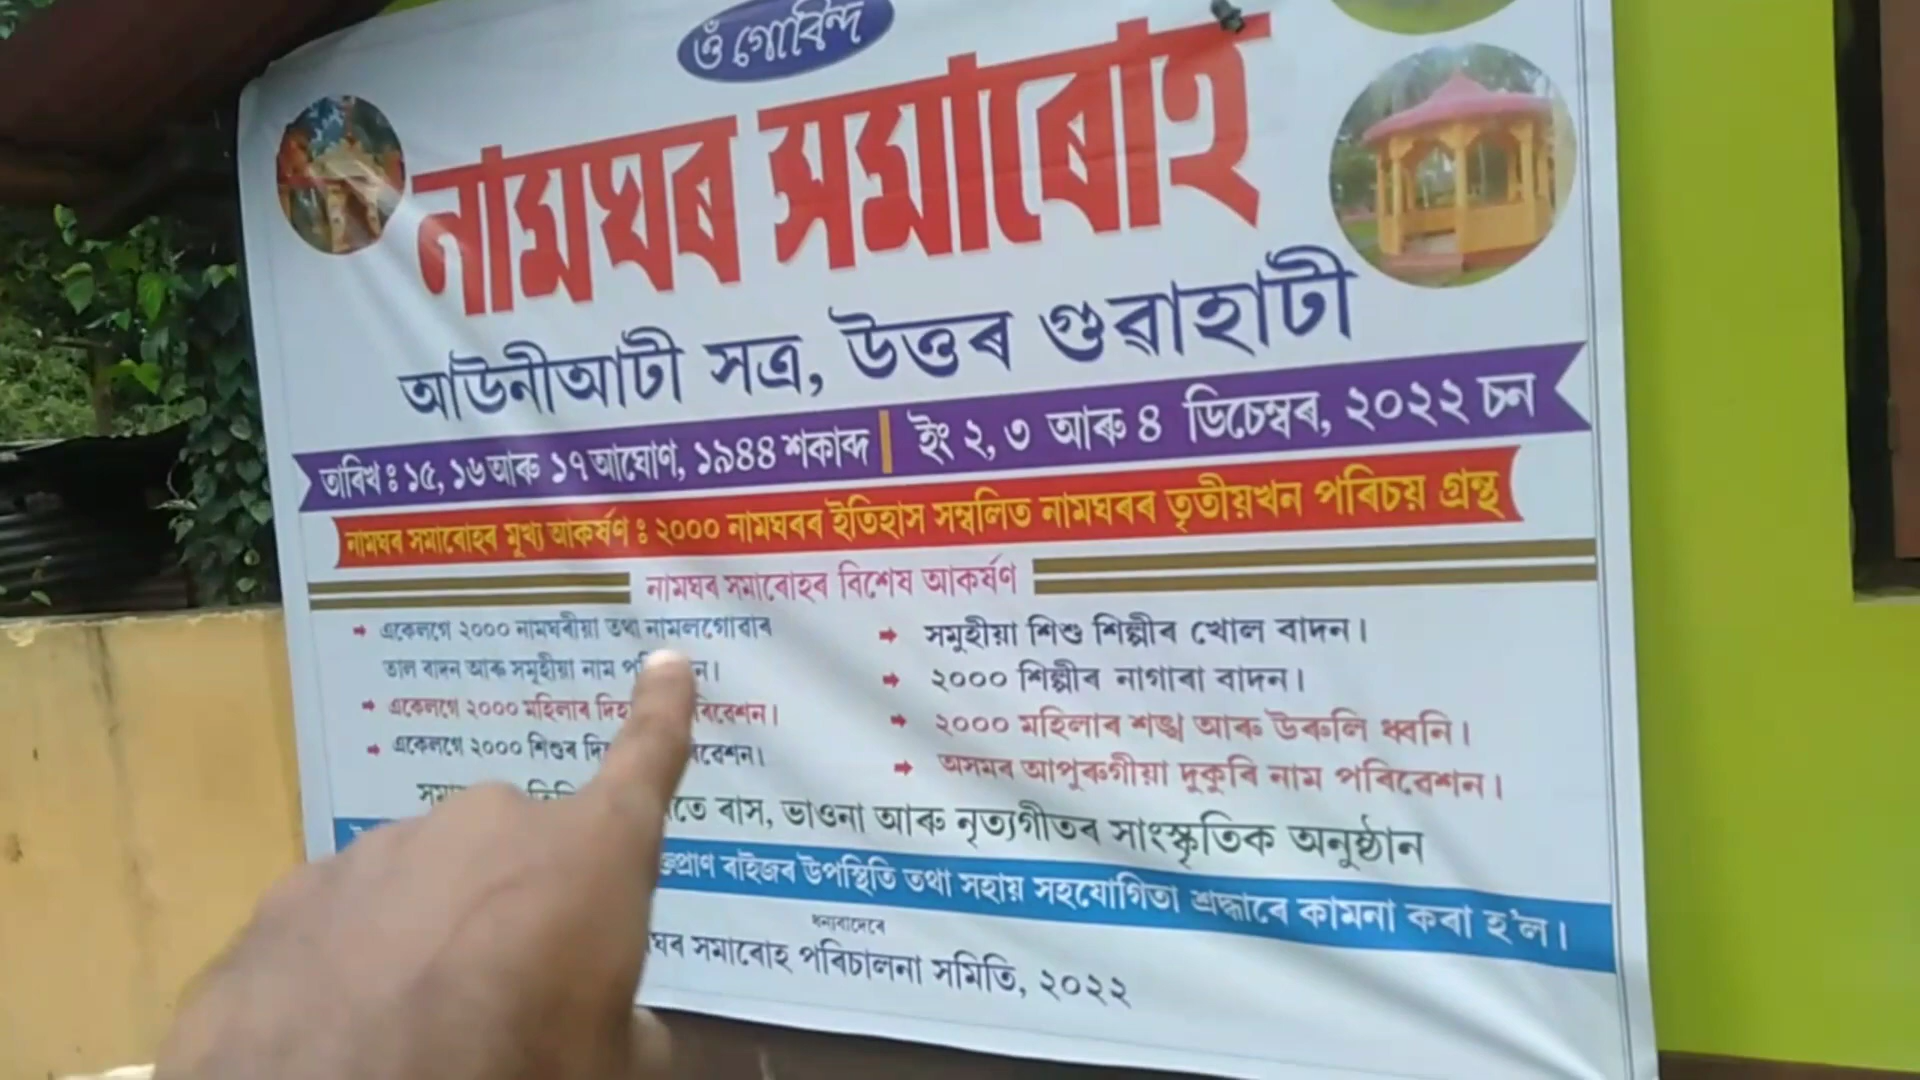 ওঁ গোবিন্দ
নামঘৰ সমাৰোহ
আউনীআটী সত্ৰ, উত্তৰ গুৱাহাটী
তাৰিখ ঃ ১৫, ১৬ আৰু ১৭ আঘোণ, ১৯৪৪ শকাব্দ | ইং ২, ৩ আৰু ৪ ডিচেম্বৰ, ২০২২ চন
নামঘৰ সমাৰোহৰ মূখ্য আকৰ্ষণ ঃ ২০০০ নামঘৰৰ ইতিহাস সম্বলিত নামঘৰৰ তৃতীয়খন পৰিচয় গ্ৰন্থ
নামঘৰ সমাৰোহৰ বিশেষ আকৰ্ষণ
একেলগে ২০০০ নামঘৰীয়া তথা নামলগোৱাৰ
তাল বাদন আৰু সমূহীয়া নাম
একেলগে ২০০০ মহিলাৰ
একেলগে ২০০০ শিশুৰ
সমূহীয়া শিশু শিল্পীৰ খোল বাদন।
২০০০ শিল্পীৰ নাগাৰা বাদন।
২০০০ মহিলাৰ শঙ্খ আৰু উৰুলি ধ্বনি।
অসমৰ আপুৰুগীয়া দুকুৰি নাম পৰিৱেশন।
ৰাস, ভাওনা আৰু নৃত্যগীতৰ সাংস্কৃতিক অনুষ্ঠান
ৰাইজৰ উপস্থিতি তথা সহায় সহযোগিতা শ্ৰদ্ধাৰে কামনা কৰা হ'ল।
ধন্যবাদেৰে
সমাৰোহ পৰিচালনা সমিতি, ২০২২